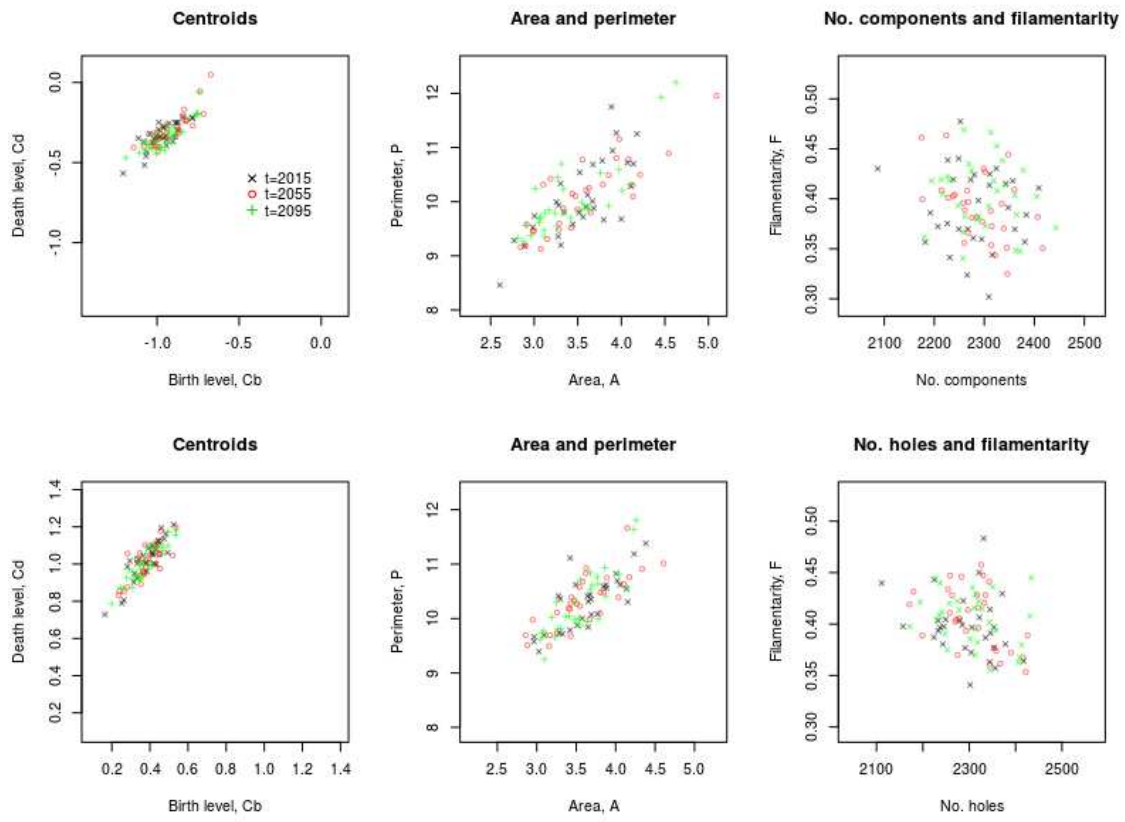 Centroids
Death level, Cd
0.0
-0.5
-1.0
× t=2015
○ t=2055
+ t=2095
-1.0 -0.5 0.0
Birth level, Cb
Area and perimeter
Perimeter, P
12
11
10
9
8
2.5 3.0 3.5 4.0 4.5 5.0
Area, A
No. components and filamentarity
Filamentarity, F
0.50
0.45
0.40
0.35
0.30
2100 2200 2300 2400 2500
No. components
Centroids
Death level, Cd
1.4
1.2
1.0
0.8
0.6
0.4
0.2
0.2 0.4 0.6 0.8 1.0 1.2 1.4
Birth level, Cb
Area and perimeter
Perimeter, P
12
11
10
9
8
2.5 3.0 3.5 4.0 4.5 5.0
Area, A
No. holes and filamentarity
Filamentarity, F
0.50
0.45
0.40
0.35
0.30
2100 2300 2500
No. holes